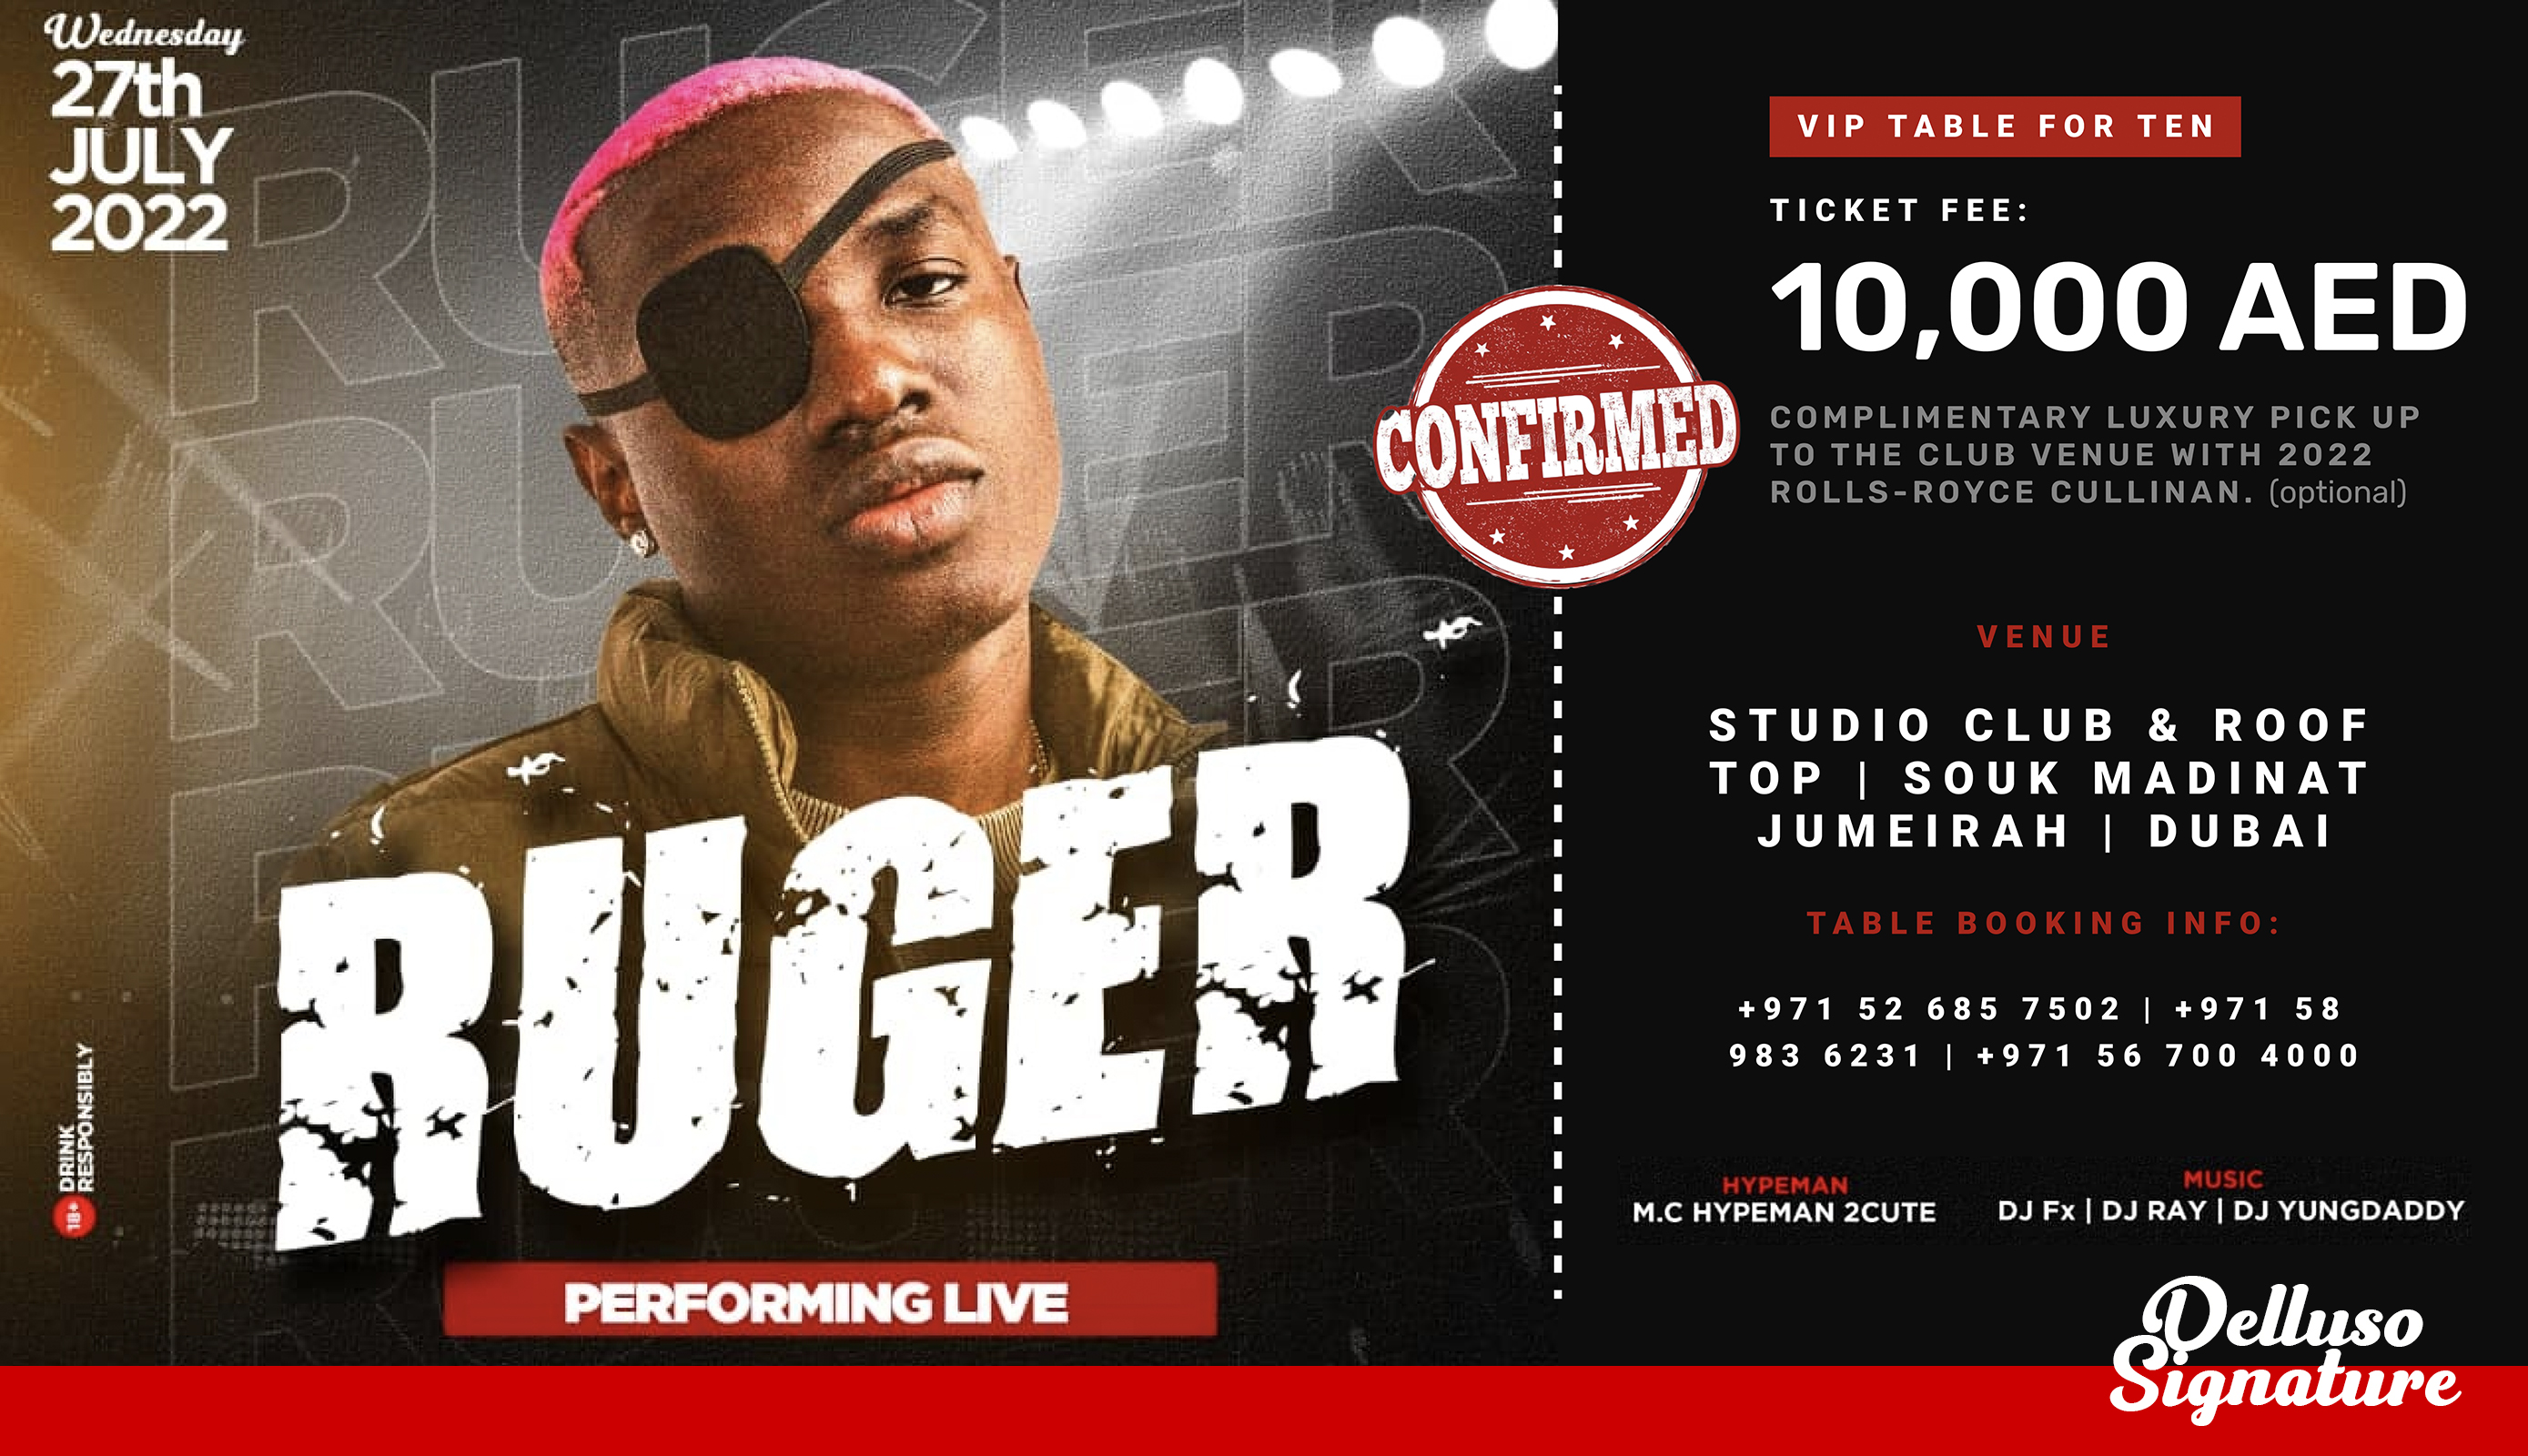 Wednesday
27th
JULY
2022
RUGER
PERFORMING LIVE
18+ DRINK
RESPONSIBLY
CONFIRMED
VIP TABLE FOR TEN
TICKET FEE:
10,000 AED
COMPLIMENTARY LUXURY PICK UP
TO THE CLUB VENUE WITH 2022
ROLLS-ROYCE CULLINAN. (optional)
VENUE
STUDIO CLUB & ROOF
TOP | SOUK MADINAT
JUMEIRAH | DUBAI
TABLE BOOKING INFO:
+971 52 685 7502 | +971 58
983 6231 | +971 56 700 4000
HYPEMAN
M.C HYPEMAN 2CUTE
MUSIC
DJ Fx | DJ RAY | DJ YUNGDADDY
Delluso
Signature